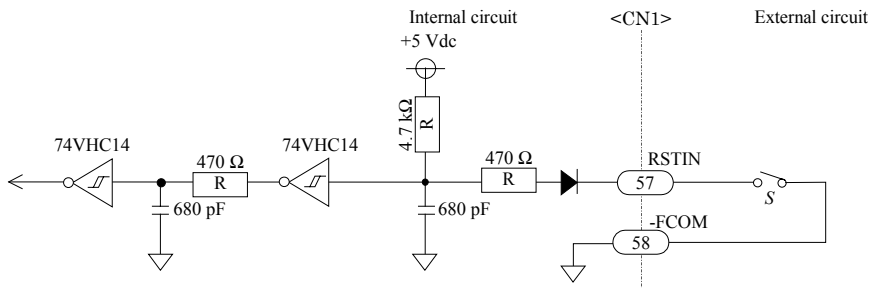 Internal circuit
<CN1>
External circuit
+5 Vdc
4.7 kΩ
R
74VHC14
470 Ω
R
74VHC14
470 Ω
R
RSTIN
57
S
680 pF
680 pF
-FCOM
58